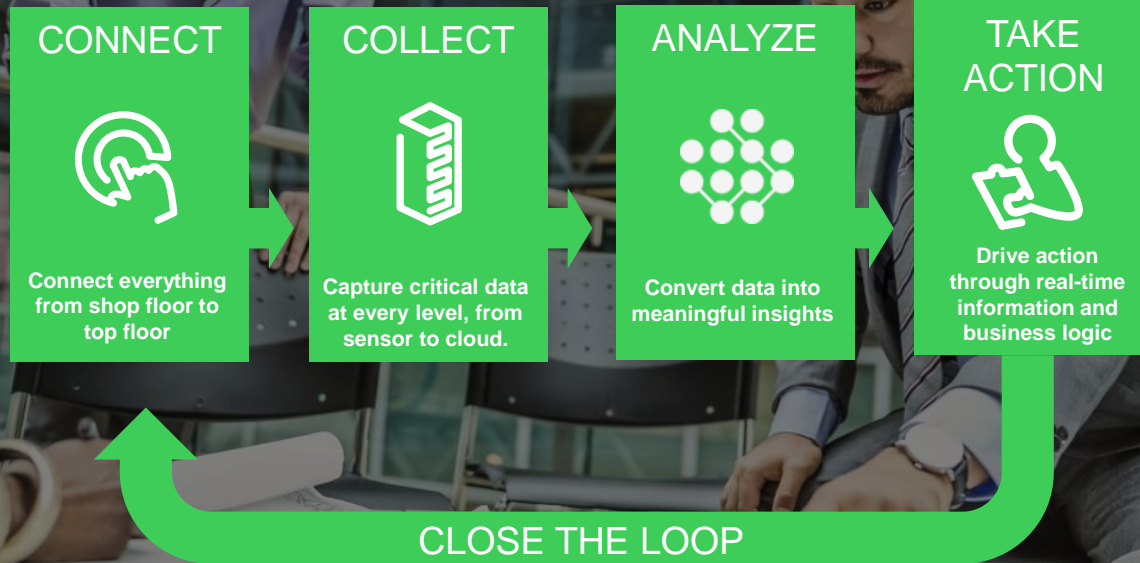 CONNECT
Connect everything
from shop floor to
top floor
COLLECT
Capture critical data
at every level, from
sensor to cloud.
ANALYZE
Convert data into
meaningful insights
TAKE
ACTION
Drive action
through real-time
information and
business logic
CLOSE THE LOOP